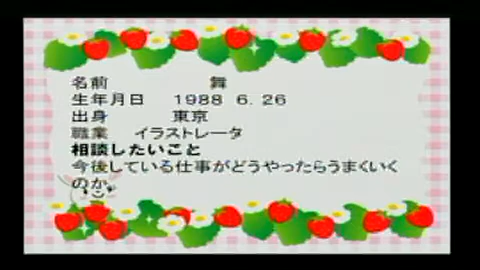 名前 舞
生年月日 1988 6.26
出身 東京
職業 イラストレータ
相談したいこと
今後している仕事がどうやったらうまくいく
のか